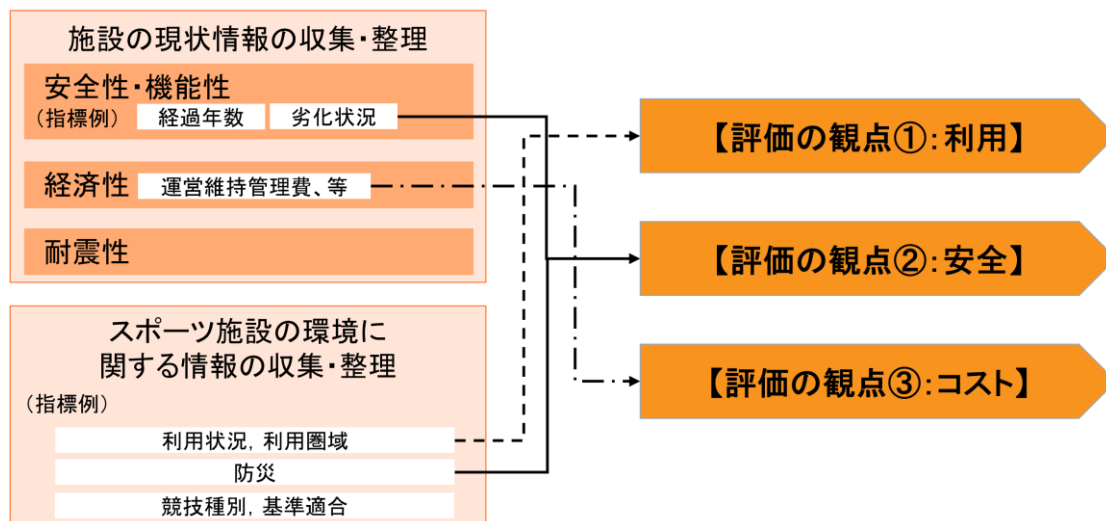 施設の現状情報の収集・整理
安全性・機能性
（指標例） 経過年数 劣化状況
経済性 運営維持管理費、等
耐震性
スポーツ施設の環境に
関する情報の収集・整理
（指標例）
利用状況, 利用圏域
防災
競技種別, 基準適合
【評価の観点①：利用】
【評価の観点②：安全】
【評価の観点③：コスト】